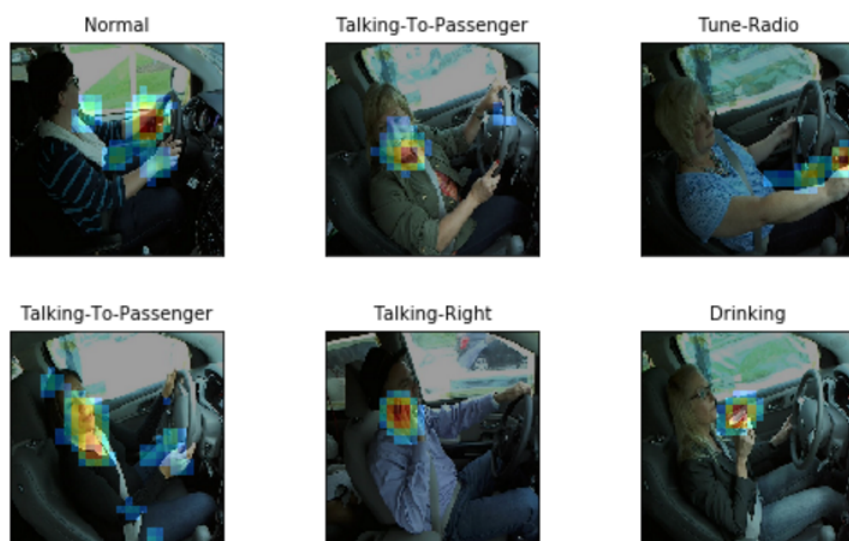 Normal
Talking-To-Passenger
Tune-Radio
Talking-To-Passenger
Talking-Right
Drinking